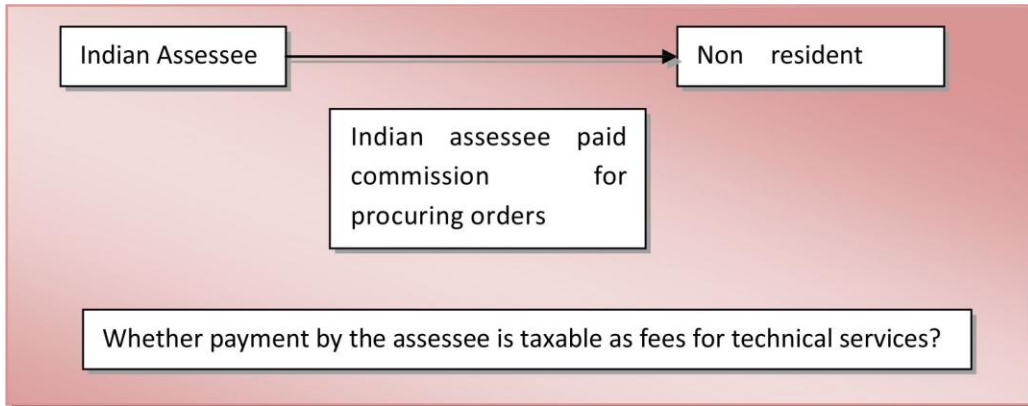 Indian Assessee
Non resident
Indian assessee paid
commission for
procuring orders
Whether payment by the assessee is taxable as fees for technical services?